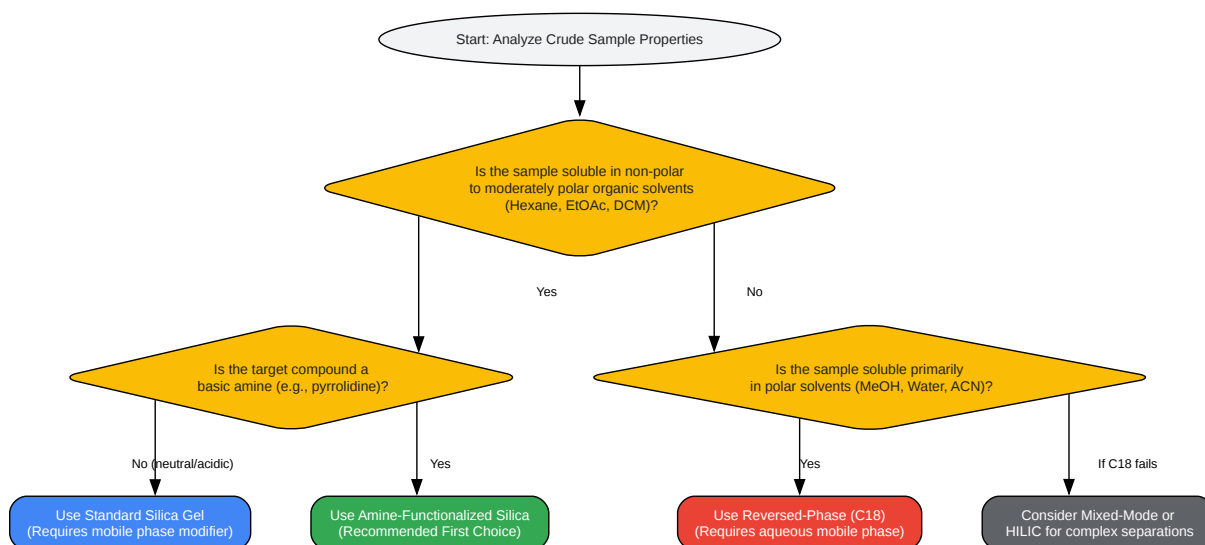 Start: Analyze Crude Sample Properties
Is the sample soluble in non-polar
to moderately polar organic solvents
(Hexane, EtOAc, DCM)?
Yes
No
Is the target compound a
basic amine (e.g., pyrrolidine)?
Is the sample soluble primarily
in polar solvents (MeOH, Water, ACN)?
No (neutral/acidic)
Yes
Yes
If C18 fails
Use Standard Silica Gel
(Requires mobile phase modifier)
Use Amine-Functionalized Silica
(Recommended First Choice)
Use Reversed-Phase (C18)
(Requires aqueous mobile phase)
Consider Mixed-Mode or
HILIC for complex separations